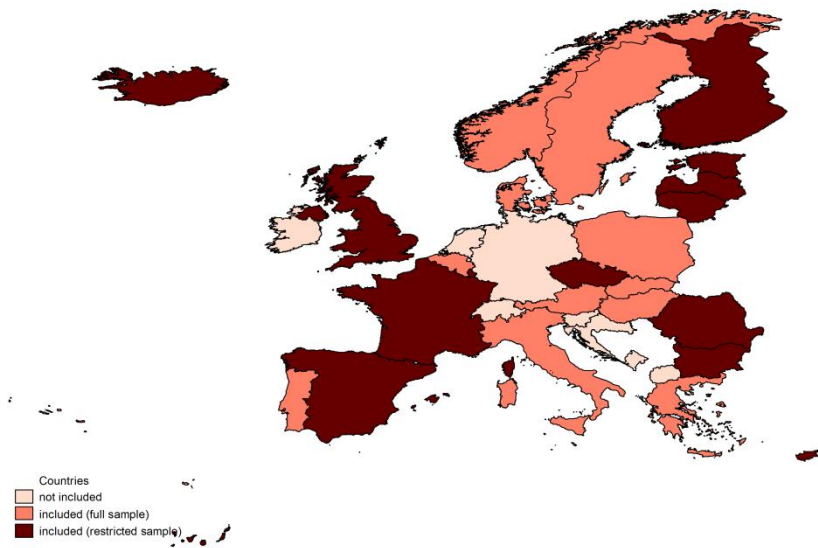 Countries
not included
included (full sample)
included (restricted sample)